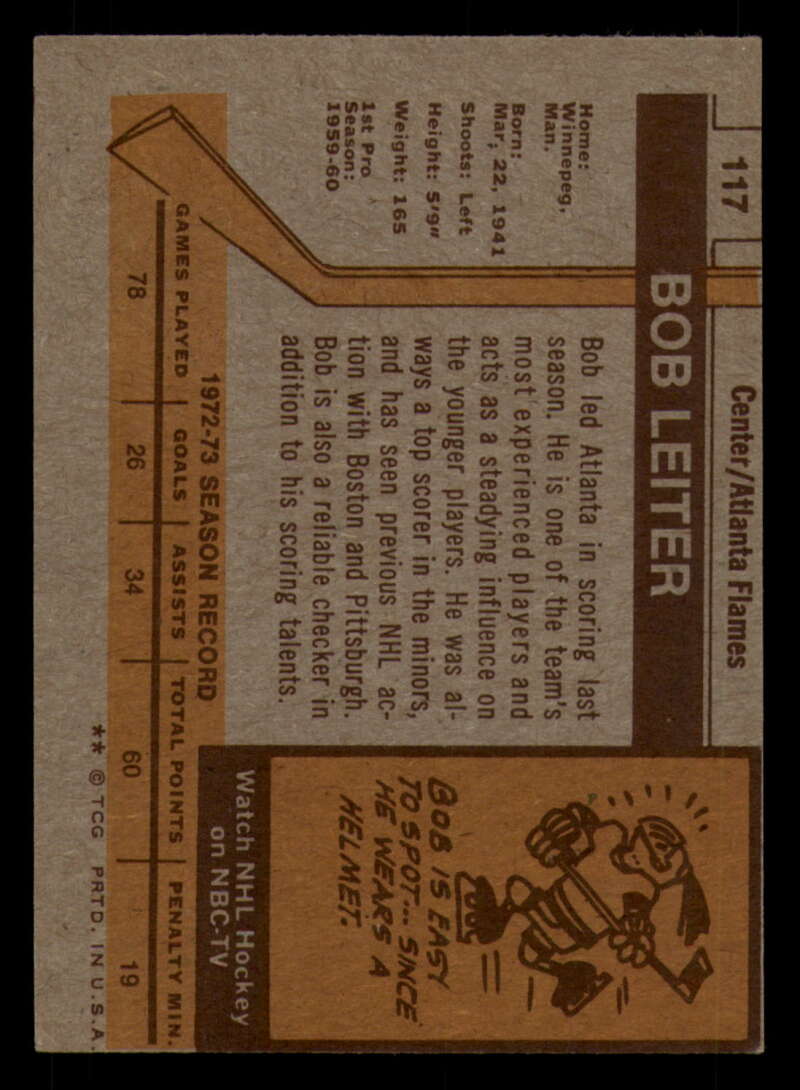 117
Center/Atlanta Flames
BOB LEITER
Home:
Winnepeg,
Man.
Born:
Mar. 22, 1941
Shoots: Left
Height: 5'9"
Weight: 165
1st Pro
Season:
1959-60
Bob led Atlanta in scoring last
season. He is one of the team's
most experienced players and
acts as a steadying influence on
the younger players. He was al-
ways a top scorer in the minors,
and has seen previous NHL ac-
tion with Boston and Pittsburgh.
Bob is also a reliable checker in
addition to his scoring talents.
BOB IS EASY
TO SPOT... SINCE
HE WEARS A
HELMET.
Watch NHL Hockey
on NBC-TV
1972-73 SEASON RECORD
GAMES PLAYED GOALS ASSISTS TOTAL POINTS PENALTY MIN.
78 26 34 60 19
** © TCG PRTD. IN U.S.A.